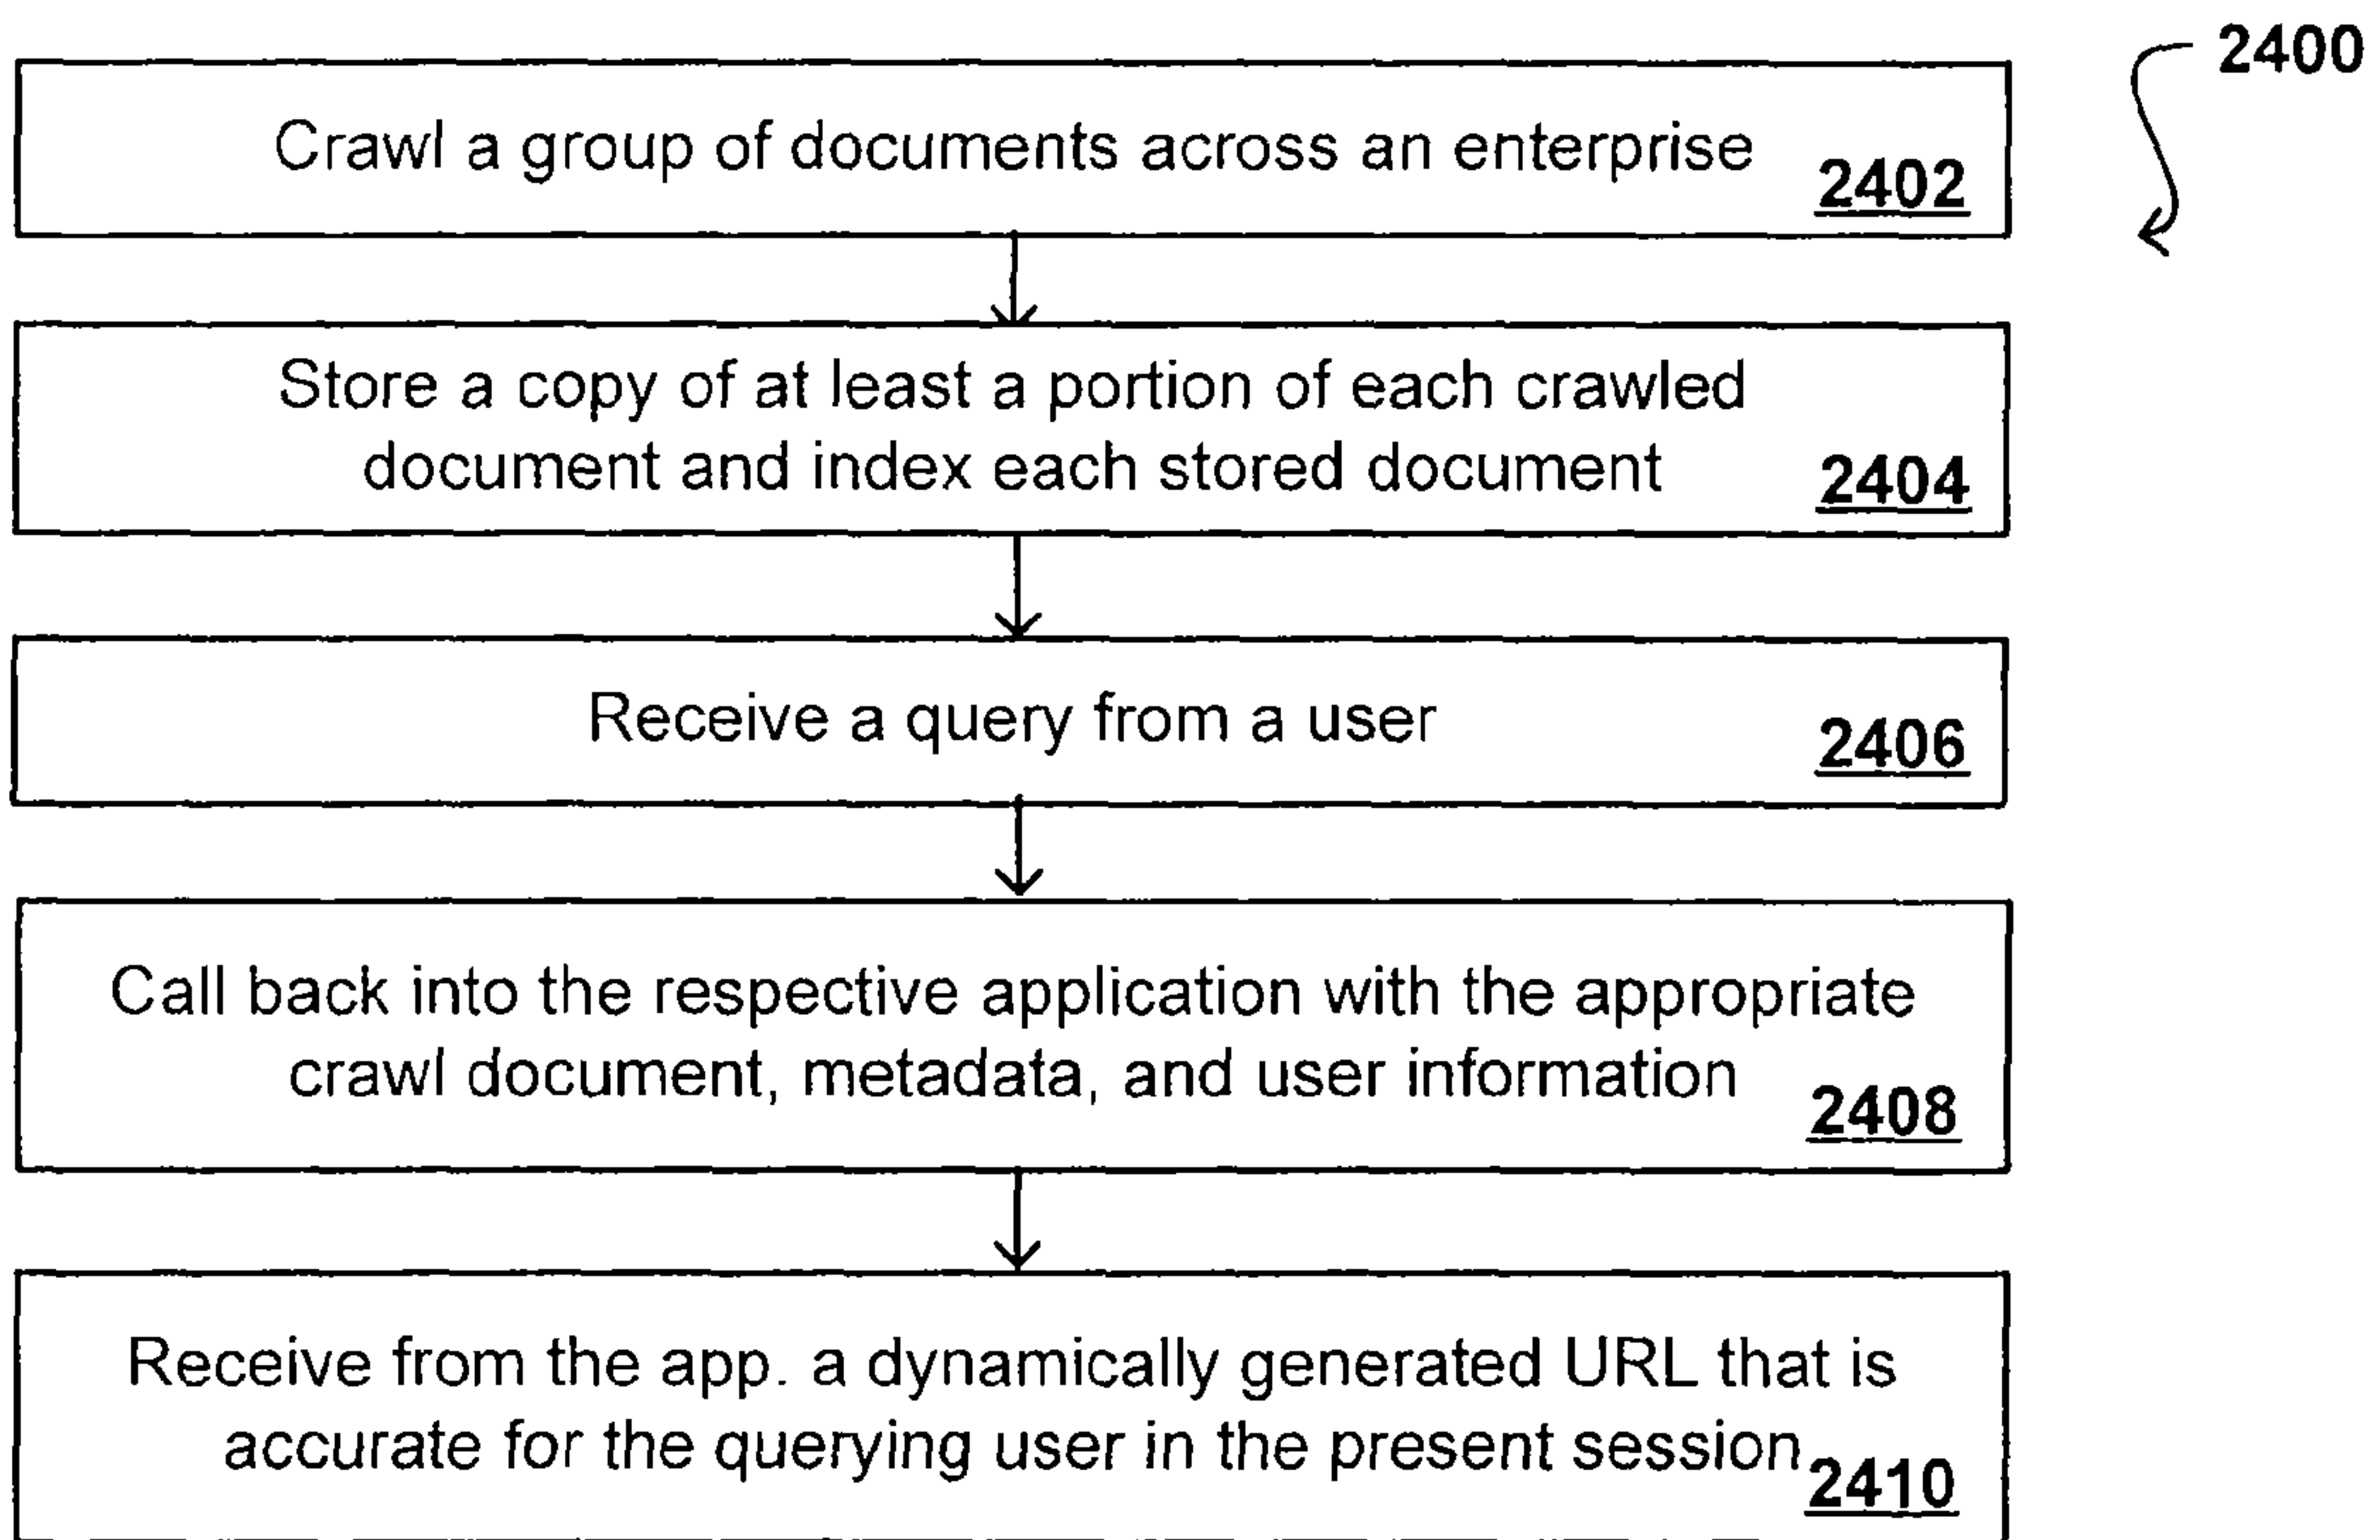 2400
Crawl a group of documents across an enterprise
2402
Store a copy of at least a portion of each crawled
document and index each stored document
2404
Receive a query from a user
2406
Call back into the respective application with the appropriate
crawl document, metadata, and user information
2408
Receive from the app. a dynamically generated URL that is
accurate for the querying user in the present session
2410